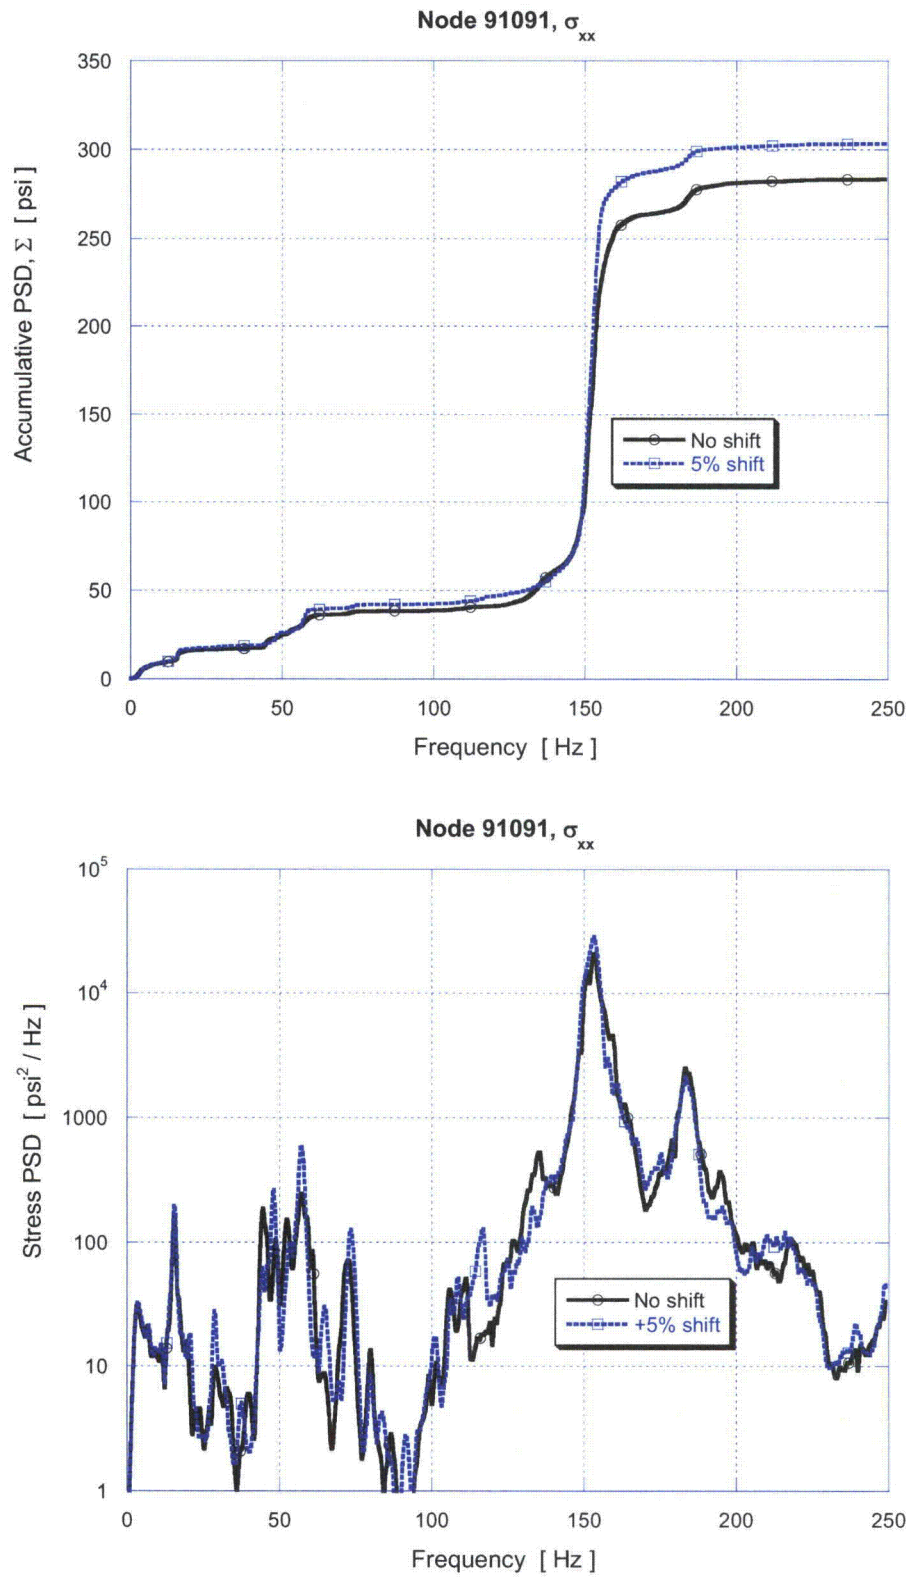 Node 91091, σxx
350
300
250
200
150
100
50
0
Accumulative PSD, Σ [ psi ]
No shift
5% shift
0 50 100 150 200 250
Frequency [ Hz ]
Node 91091, σxx
10^5
10^4
1000
100
10
1
Stress PSD [ psi² / Hz ]
No shift
+5% shift
0 50 100 150 200 250
Frequency [ Hz ]